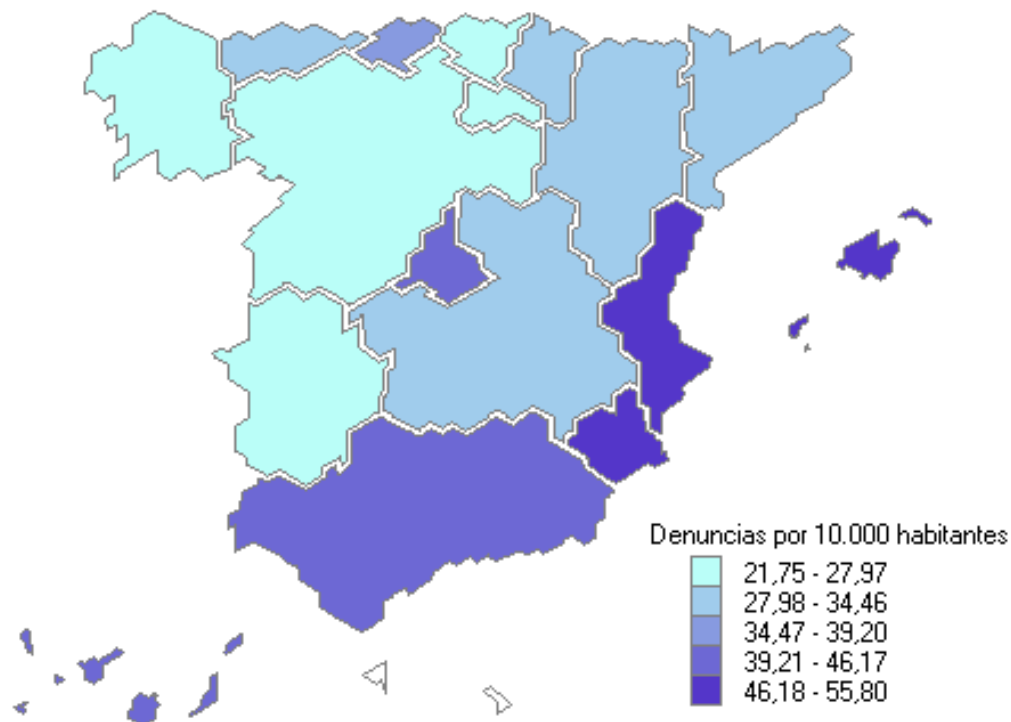 Denuncias por 10.000 habitantes
21,75 - 27,97
27,98 - 34,46
34,47 - 39,20
39,21 - 46,17
46,18 - 55,80